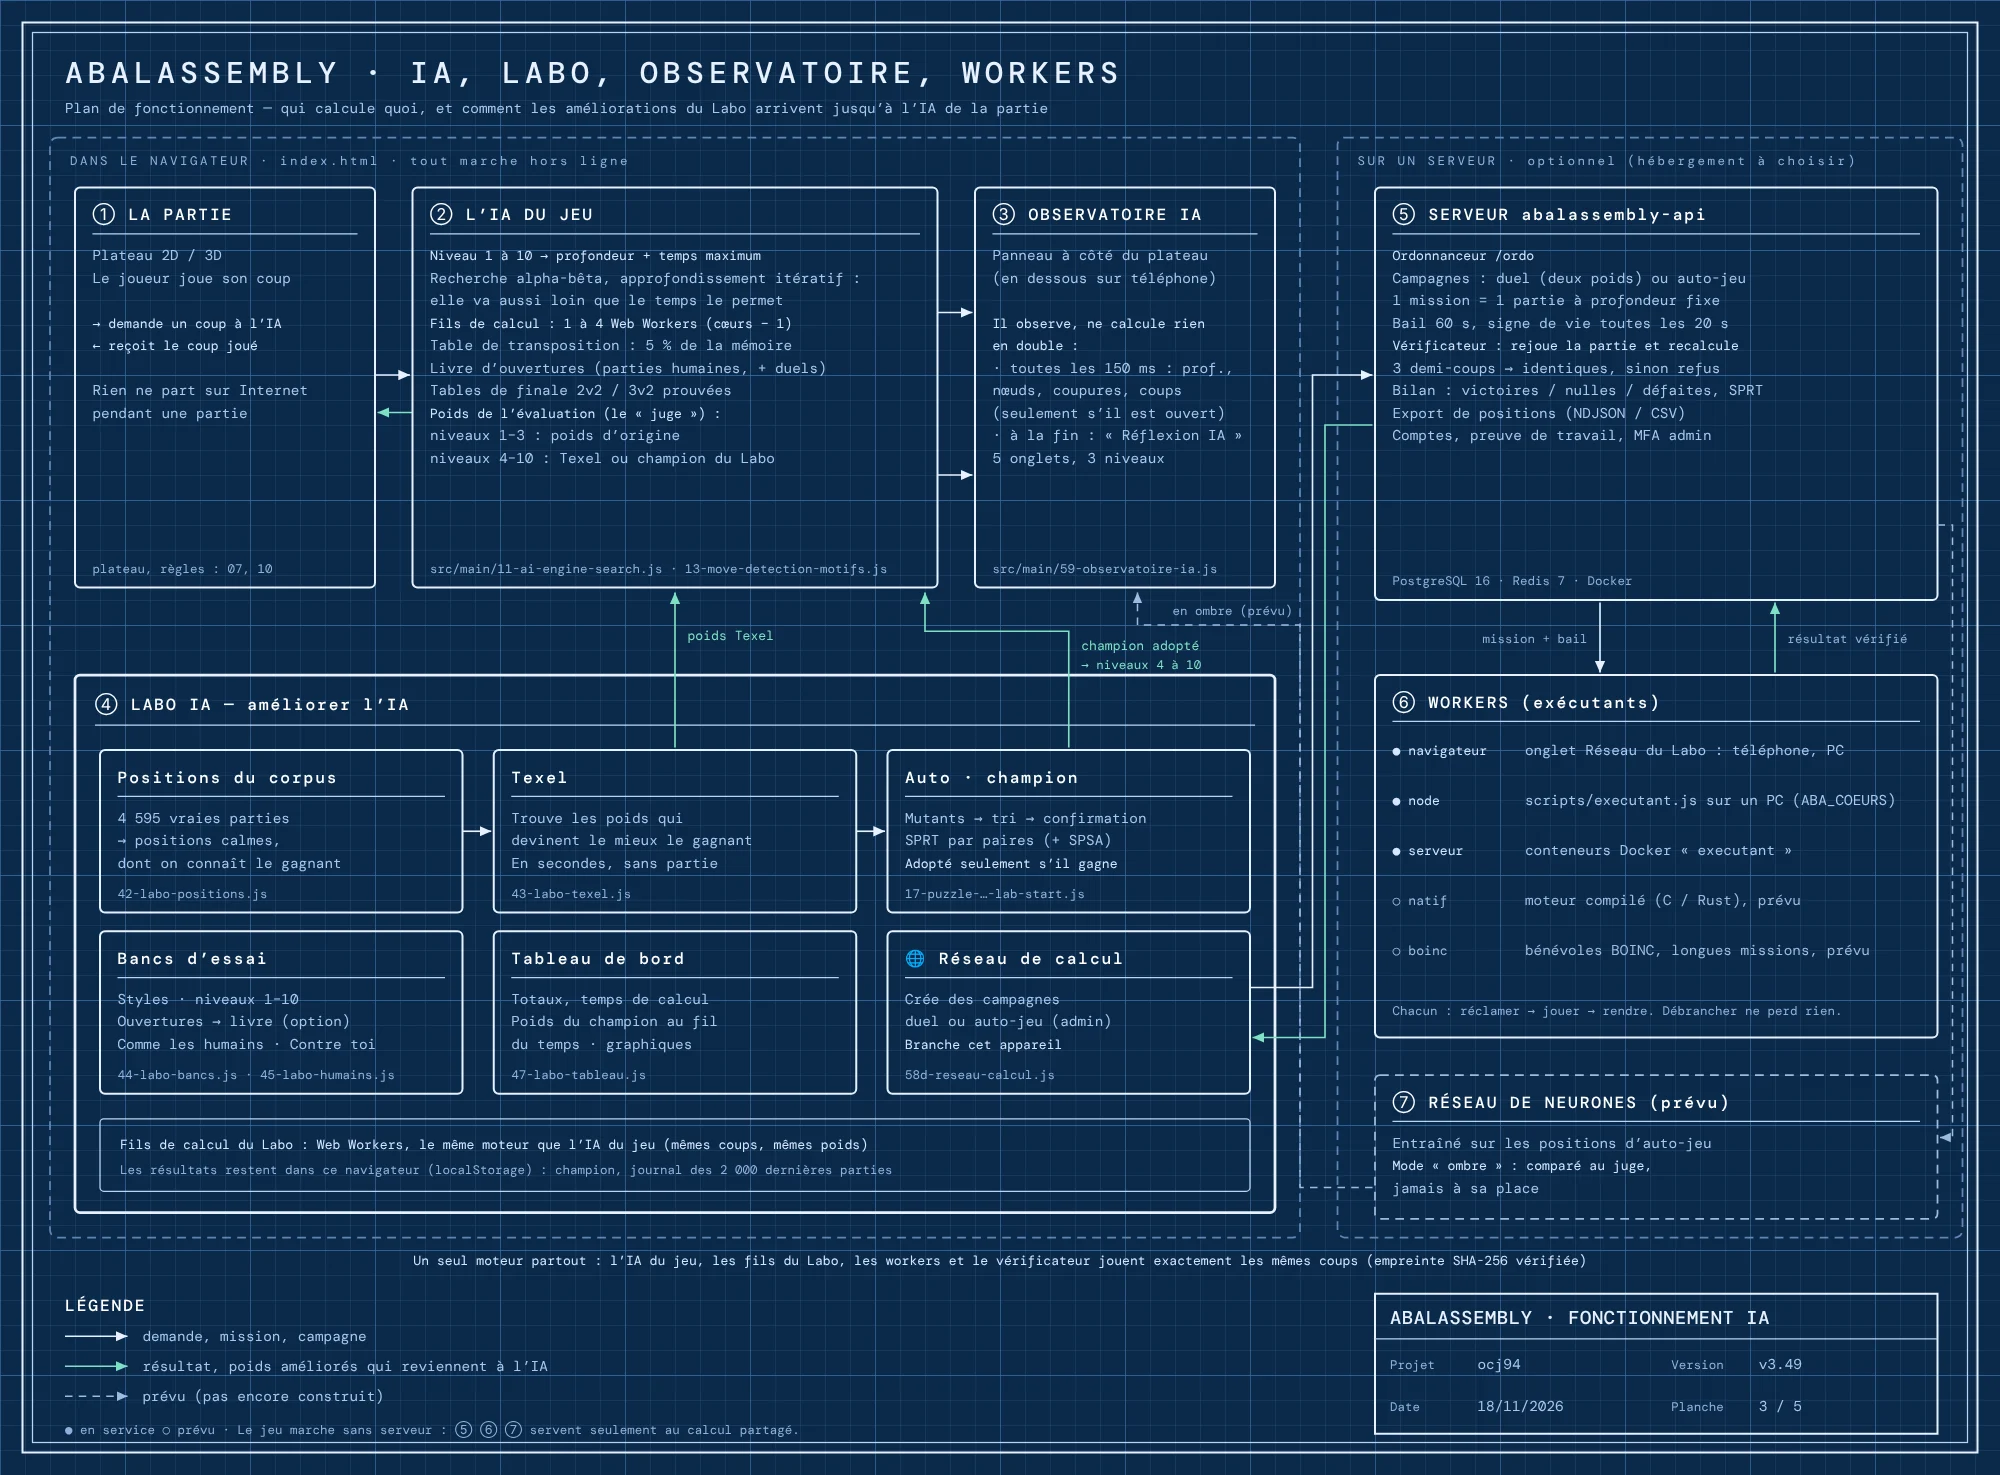 ABALASSEMBLY · IA, LABO, OBSERVATOIRE, WORKERS
Plan de fonctionnement — qui calcule quoi, et comment les améliorations du Labo arrivent jusqu’à l’IA de la partie
DANS LE NAVIGATEUR · index.html · tout marche hors ligne
① LA PARTIE
Plateau 2D / 3D
Le joueur joue son coup
→ demande un coup à l’IA
← reçoit le coup joué
Rien ne part sur Internet
pendant une partie
plateau, règles : 07, 10
② L’IA DU JEU
Niveau 1 à 10 → profondeur + temps maximum
Recherche alpha-bêta, approfondissement itératif :
elle va aussi loin que le temps le permet
Fils de calcul : 1 à 4 Web Workers (cœurs − 1)
Table de transposition : 5 % de la mémoire
Livre d’ouvertures (parties humaines, + duels)
Tables de finale 2v2 / 3v2 prouvées
Poids de l’évaluation (le « juge ») :
niveaux 1-3 : poids d’origine
niveaux 4-10 : Texel ou champion du Labo
src/main/11-ai-engine-search.js · 13-move-detection-motifs.js
③ OBSERVATOIRE IA
Panneau à côté du plateau
(en dessous sur téléphone)
Il observe, ne calcule rien
en double :
· toutes les 150 ms : prof.,
nœuds, coupures, coups
(seulement s’il est ouvert)
· à la fin : « Réflexion IA »
5 onglets, 3 niveaux
src/main/59-observatoire-ia.js
poids Texel
champion adopté
→ niveaux 4 à 10
en ombre (prévu)
④ LABO IA — améliorer l’IA
Positions du corpus
4 595 vraies parties
→ positions calmes,
dont on connaît le gagnant
42-labo-positions.js
Texel
Trouve les poids qui
devinent le mieux le gagnant
En secondes, sans partie
43-labo-texel.js
Auto · champion
Mutants → tri → confirmation
SPRT par paires (+ SPSA)
Adopté seulement s’il gagne
17-puzzle-…-lab-start.js
Bancs d’essai
Styles · niveaux 1-10
Ouvertures → livre (option)
Comme les humains · Contre toi
44-labo-bancs.js · 45-labo-humains.js
Tableau de bord
Totaux, temps de calcul
Poids du champion au fil
du temps · graphiques
47-labo-tableau.js
🌐 Réseau de calcul
Crée des campagnes
duel ou auto-jeu (admin)
Branche cet appareil
58d-reseau-calcul.js
Fils de calcul du Labo : Web Workers, le même moteur que l’IA du jeu (mêmes coups, mêmes poids)
Les résultats restent dans ce navigateur (localStorage) : champion, journal des 2 000 dernières parties
SUR UN SERVEUR · optionnel (hébergement à choisir)
⑤ SERVEUR abalassembly-api
Ordonnanceur /ordo
Campagnes : duel (deux poids) ou auto-jeu
1 mission = 1 partie à profondeur fixe
Bail 60 s, signe de vie toutes les 20 s
Vérificateur : rejoue la partie et recalcule
3 demi-coups → identiques, sinon refus
Bilan : victoires / nulles / défaites, SPRT
Export de positions (NDJSON / CSV)
Comptes, preuve de travail, MFA admin
PostgreSQL 16 · Redis 7 · Docker
mission + bail
résultat vérifié
⑥ WORKERS (exécutants)
● navigateur onglet Réseau du Labo : téléphone, PC
● node scripts/executant.js sur un PC (ABA_COEURS)
● serveur conteneurs Docker « executant »
○ natif moteur compilé (C / Rust), prévu
○ boinc bénévoles BOINC, longues missions, prévu
Chacun : réclamer → jouer → rendre. Débrancher ne perd rien.
⑦ RÉSEAU DE NEURONES (prévu)
Entraîné sur les positions d’auto-jeu
Mode « ombre » : comparé au juge,
jamais à sa place
Un seul moteur partout : l’IA du jeu, les fils du Labo, les workers et le vérificateur jouent exactement les mêmes coups (empreinte SHA-256 vérifiée)
LÉGENDE
demande, mission, campagne
résultat, poids améliorés qui reviennent à l’IA
prévu (pas encore construit)
● en service ○ prévu · Le jeu marche sans serveur : ⑤ ⑥ ⑦ servent seulement au calcul partagé.
ABALASSEMBLY · FONCTIONNEMENT IA
Projet ocj94 Version v3.49
Date 18/11/2026 Planche 3 / 5